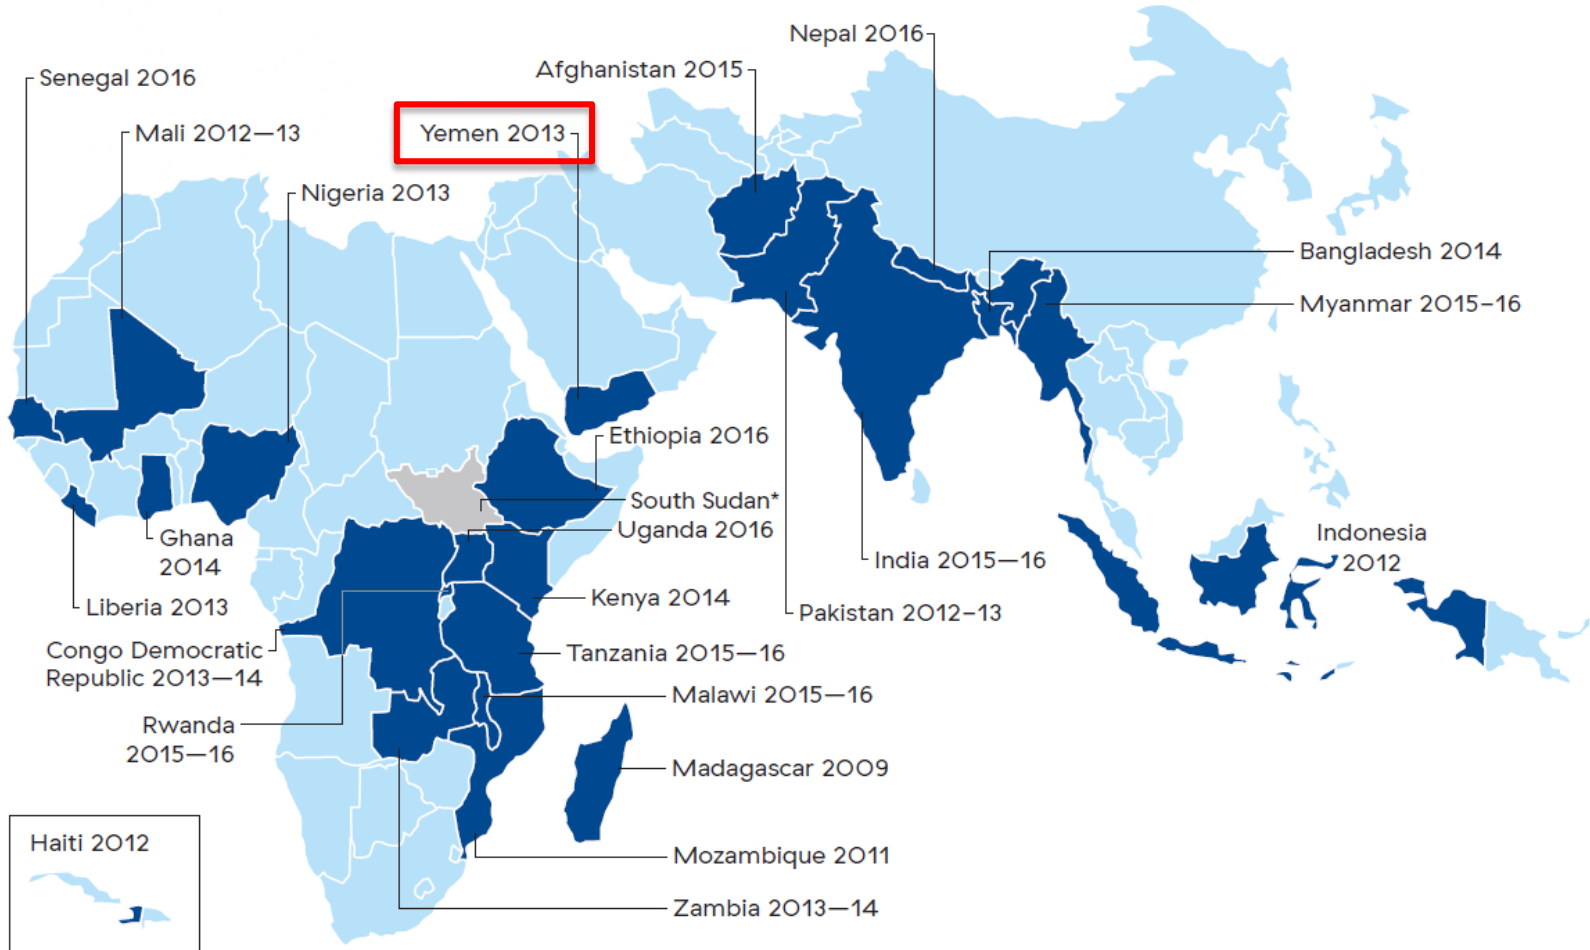 Nepal 2016
Afghanistan 2015
Senegal 2016
Mali 2012–13
Yemen 2013
Nigeria 2013
Bangladesh 2014
Myanmar 2015–16
Ethiopia 2016
South Sudan*
Uganda 2016
Indonesia
2012
Ghana
2014
India 2015–16
Liberia 2013
Kenya 2014
Pakistan 2012–13
Congo Democratic
Republic 2013–14
Tanzania 2015–16
Malawi 2015–16
Rwanda
2015–16
Madagascar 2009
Haiti 2012
Mozambique 2011
Zambia 2013–14